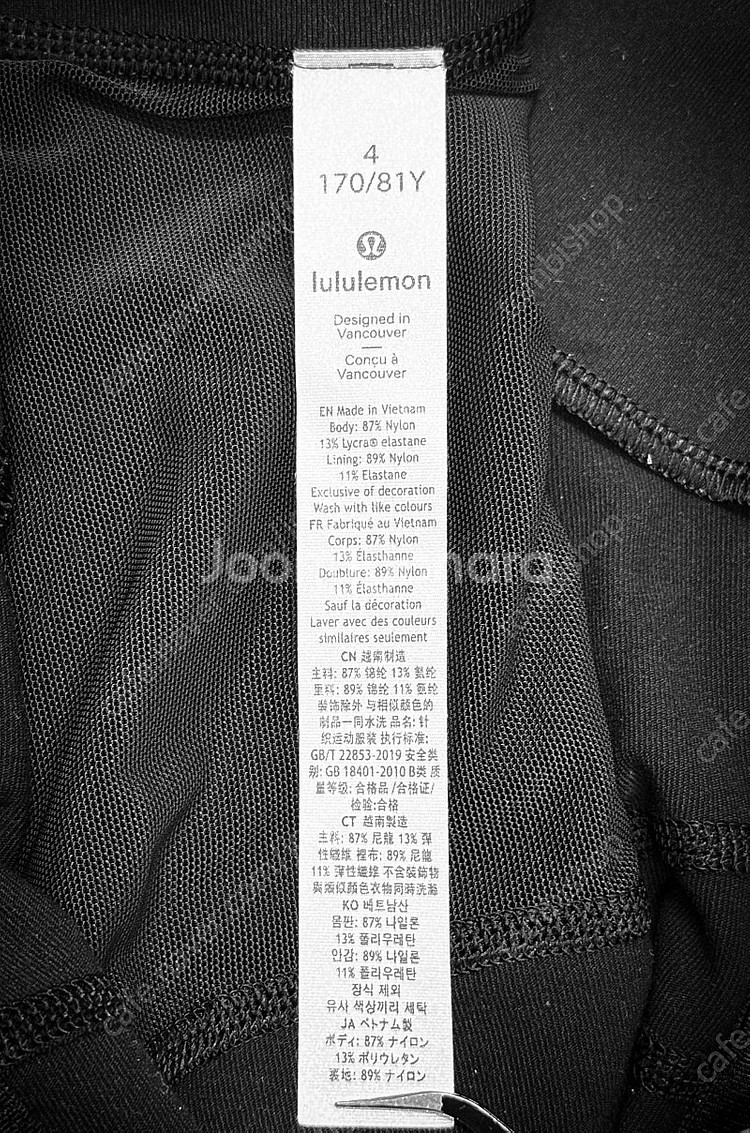 4
170/81Y
lululemon
Designed in
Vancouver
Conçu à
Vancouver
EN Made in Vietnam
Body: 87% Nylon
13% Lycra® elastane
Lining: 89% Nylon
11% Elastane
Exclusive of decoration
Wash with like colours
FR Fabriqué au Vietnam
Corps: 87% Nylon
13% Élasthanne
Doublure: 89% Nylon
11% Élasthanne
Sauf la décoration
Laver avec des couleurs
similaires seulement
CN 越南制造
主料: 87% 锦纶 13% 氨纶
里料: 89% 锦纶 11% 氨纶
装饰除外 与相似颜色的
制品一同水洗 品名: 针
织运动服装 执行标准:
GB/T 22853-2019 安全类
别: GB 18401-2010 B类 质
量等级: 合格品 /合格证/
检验:合格
CT 越南製造
主料: 87% 尼龍 13% 彈
性纖維 裡布: 89% 尼龍
11% 彈性纖維 不含裝飾物
與類似顏色衣物同時洗滌
KO 베트남산
몸판: 87% 나일론
13% 폴리우레탄
안감: 89% 나일론
11% 폴리우레탄
장식 제외
유사 색상끼리 세탁
JA ベトナム製
ボディ: 87% ナイロン
13% ポリウレタン
裏地: 89% ナイロン